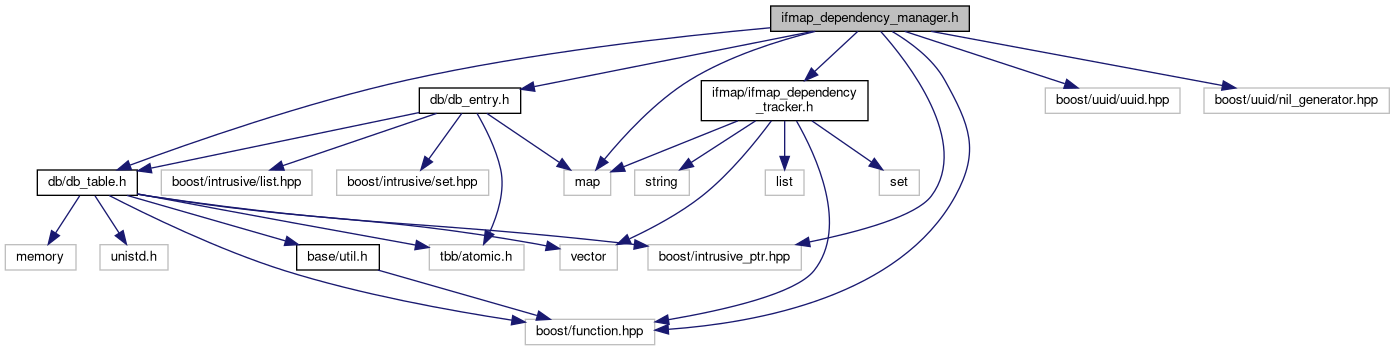 ifmap_dependency_manager.h
db/db_entry.h
ifmap/ifmap_dependency
_tracker.h
boost/uuid/uuid.hpp
boost/uuid/nil_generator.hpp
db/db_table.h
boost/intrusive/list.hpp
boost/intrusive/set.hpp
map
string
list
set
memory
unistd.h
base/util.h
tbb/atomic.h
vector
boost/intrusive_ptr.hpp
boost/function.hpp